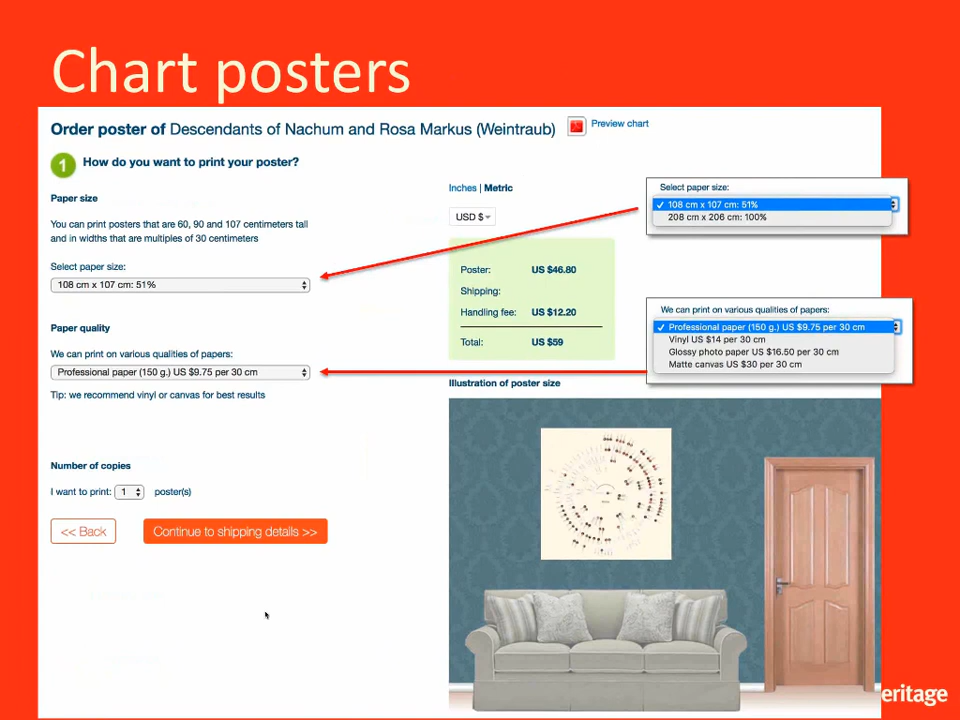 Chart posters
Order poster of Descendants of Nachum and Rosa Markus (Weintraub)
Preview chart
1 How do you want to print your poster?
Paper size
You can print posters that are 60, 90 and 107 centimeters tall
and in widths that are multiples of 30 centimeters
Select paper size:
108 cm x 107 cm: 51%
Paper quality
We can print on various qualities of papers:
Professional paper (150 g.) US $9.75 per 30 cm
Tip: we recommend vinyl or canvas for best results
Number of copies
I want to print: 1 poster(s)
<< Back
Continue to shipping details >>
Inches | Metric
USD $
Poster: US $46.80
Shipping:
Handling fee: US $12.20
Total: US $59
Illustration of poster size
Select paper size:
✓ 108 cm x 107 cm: 51%
208 cm x 206 cm: 100%
We can print on various qualities of papers:
✓ Professional paper (150 g.) US $9.75 per 30 cm
Vinyl US $14 per 30 cm
Glossy photo paper US $16.50 per 30 cm
Matte canvas US $30 per 30 cm
eritage